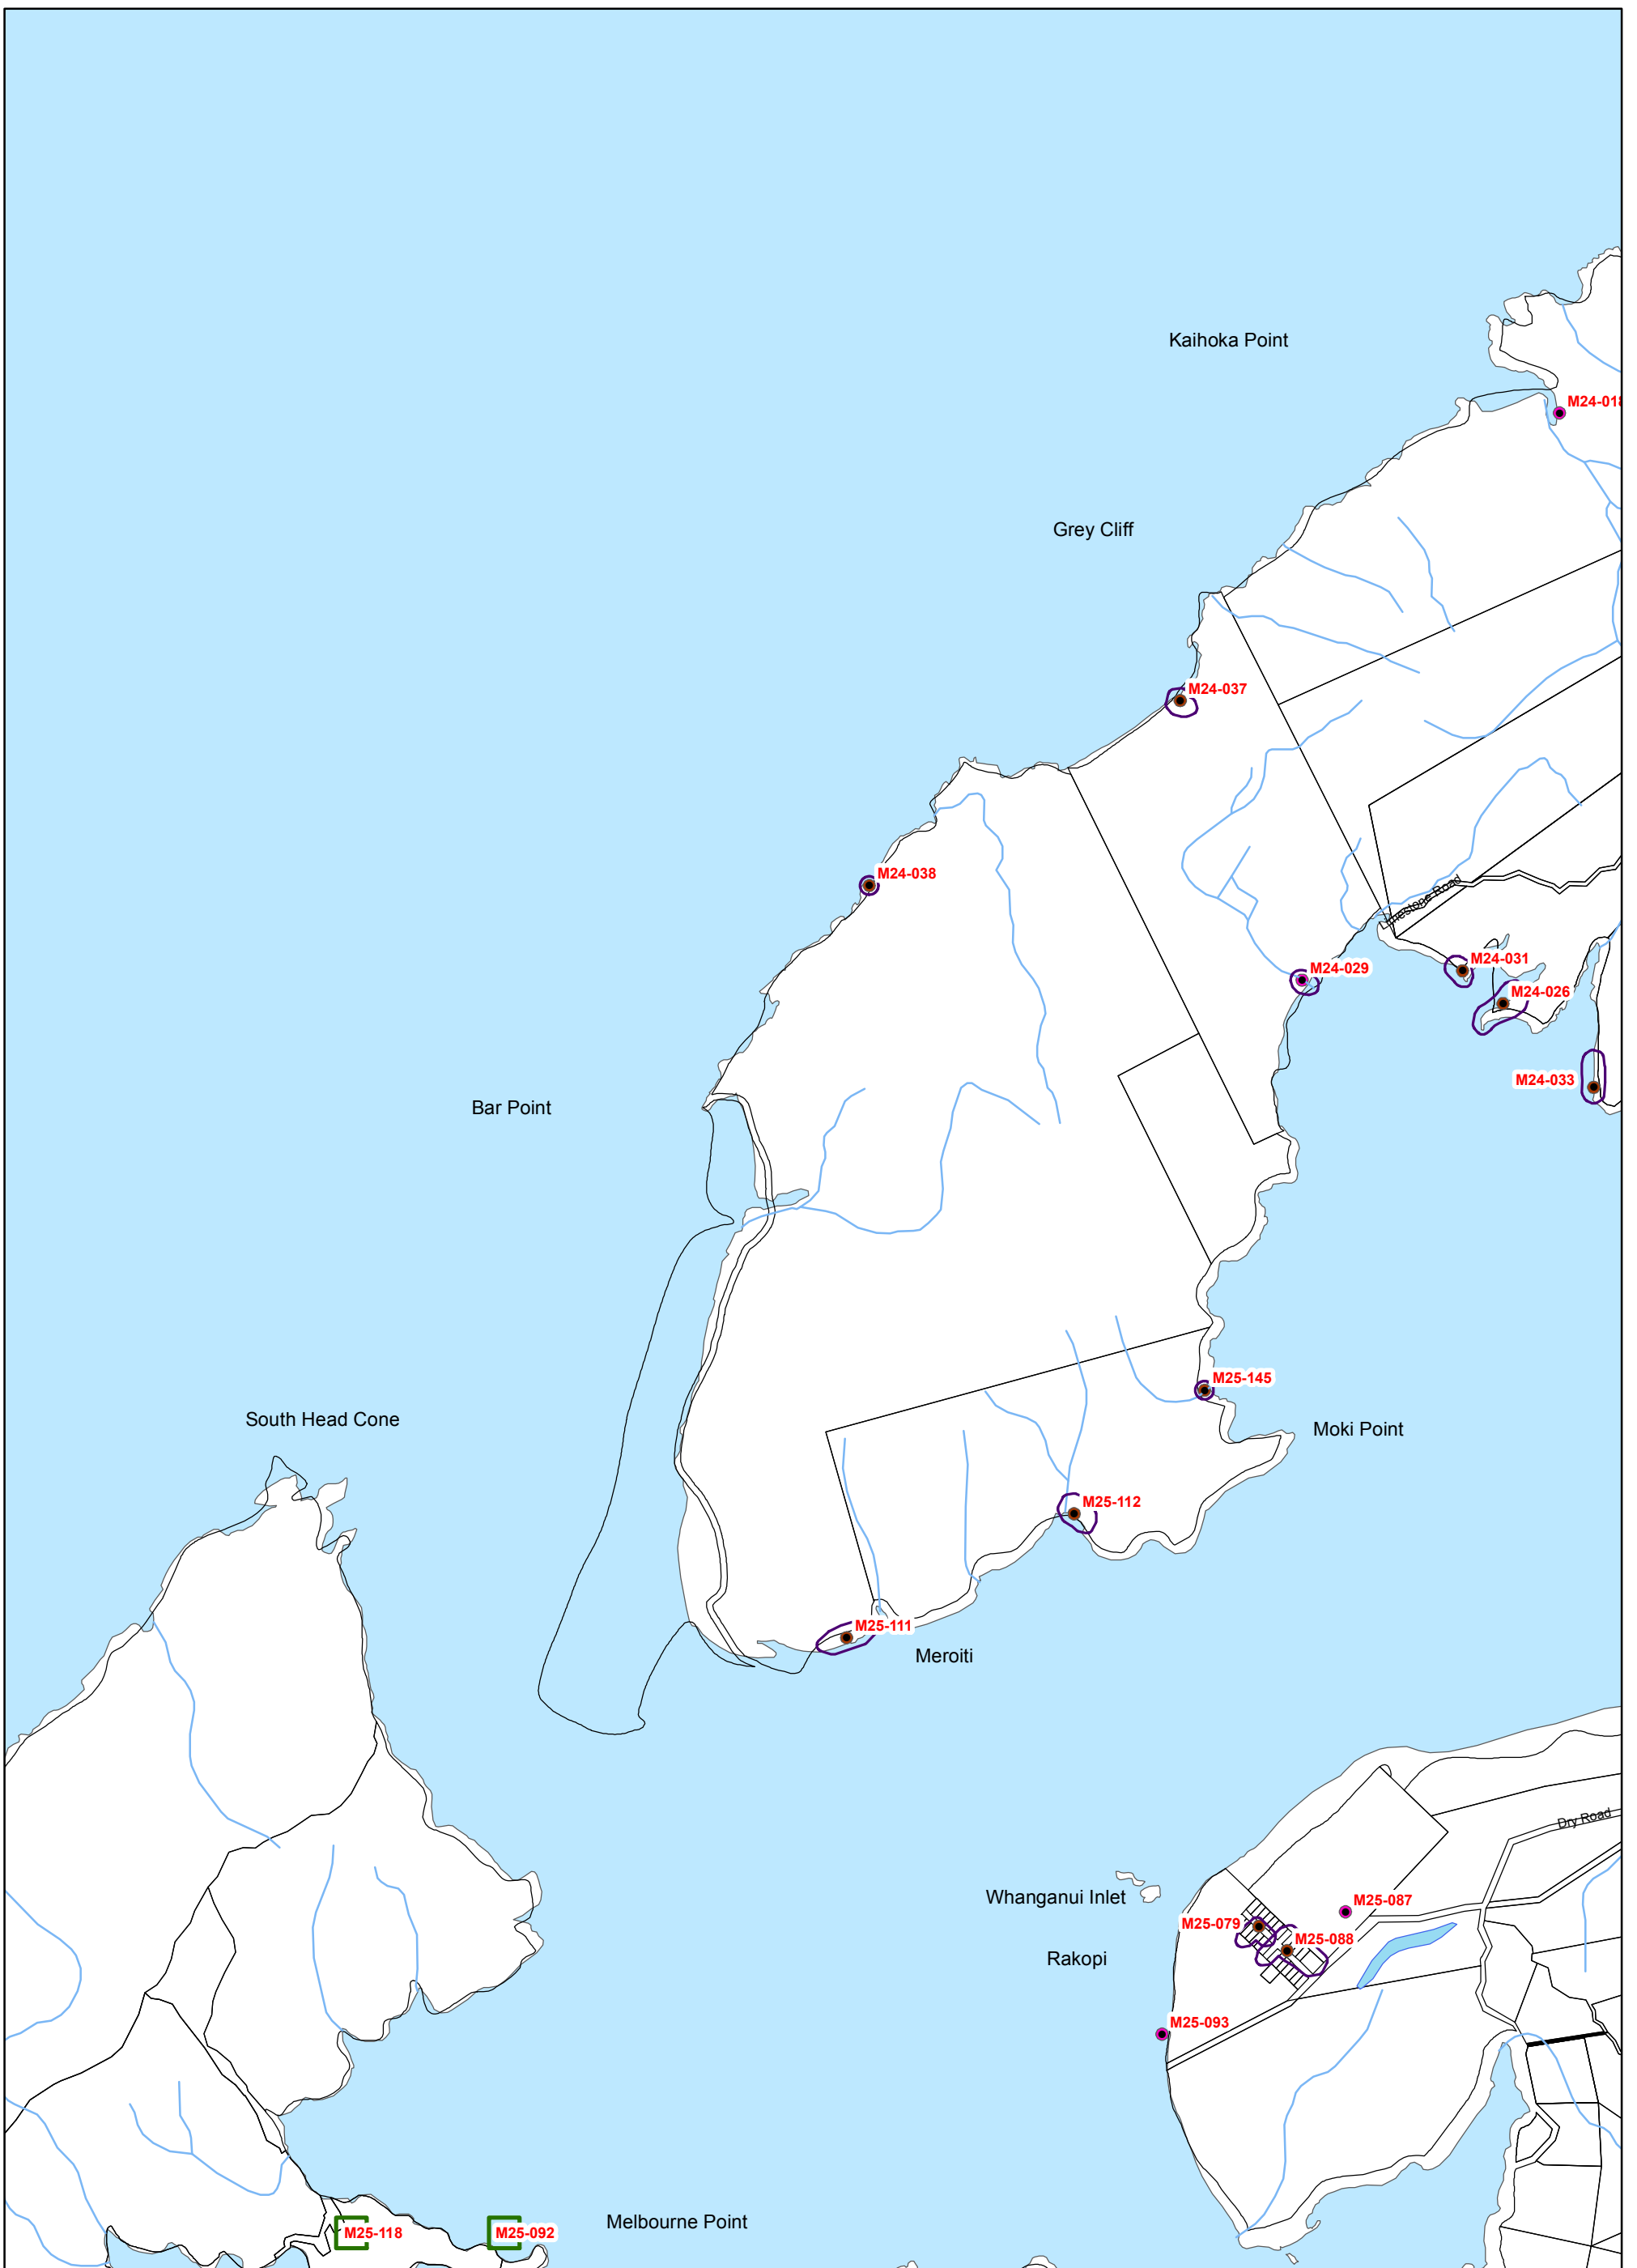 Kaihoka Point
M24-018
Grey Cliff
M24-037
M24-038
Road
M24-029
M24-031
M24-026
M24-033
Bar Point
M25-145
South Head Cone
Moki Point
M25-112
M25-111
Meroiti
Dry Road
Whanganui Inlet
M25-087
M25-079
M25-088
Rakopi
M25-093
Melbourne Point
M25-118
M25-092